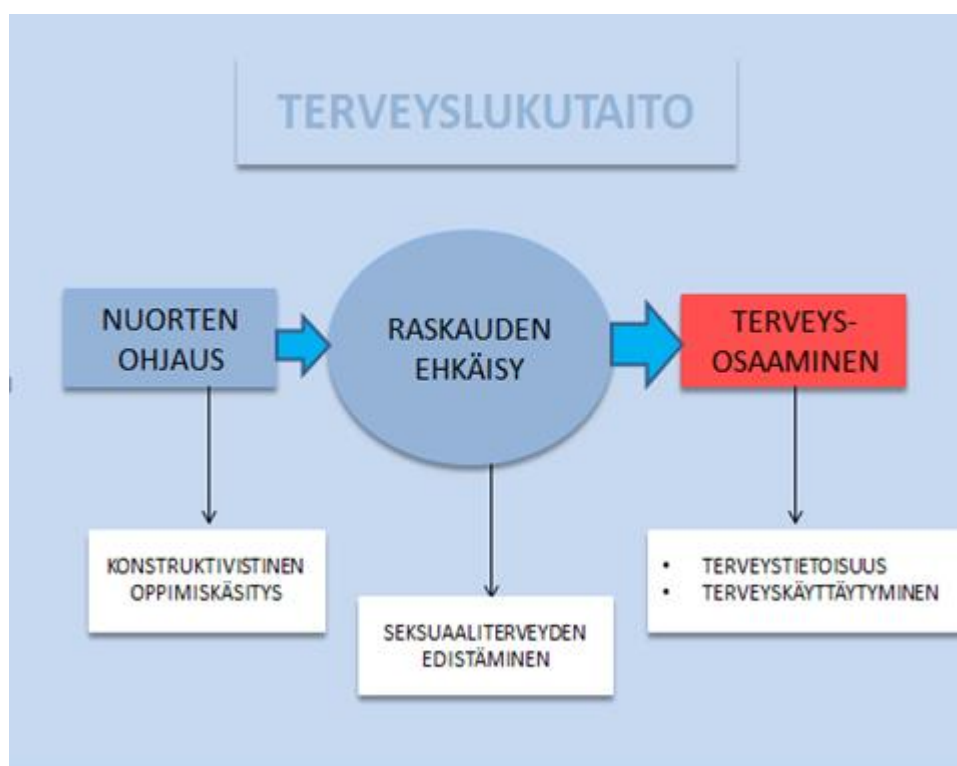 TERVEYSLUKUTAITO
NUORTEN
OHJAUS
RASKAUDEN
EHKÄISY
TERVEYS-
OSAAMINEN
KONSTRUKTIVISTINEN
OPPIMISKÄSITYS
SEKSUAALITERVEYDEN
EDISTÄMINEN
• TERVEYSTIETOISUUS
• TERVEYSKÄYTTÄYTYMINEN